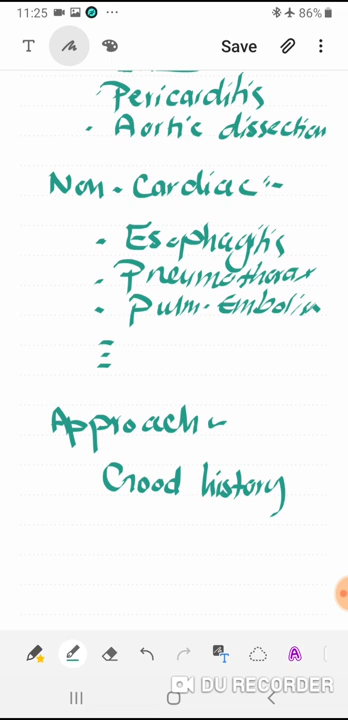 11:25 86%
T Save
Pericarditis
· Aortic dissection
Non-Cardiac:-
- Esophagitis
- Pneumothorax
- Pulm-Embolism
Approach-
Good history
T A
DU RECORDER